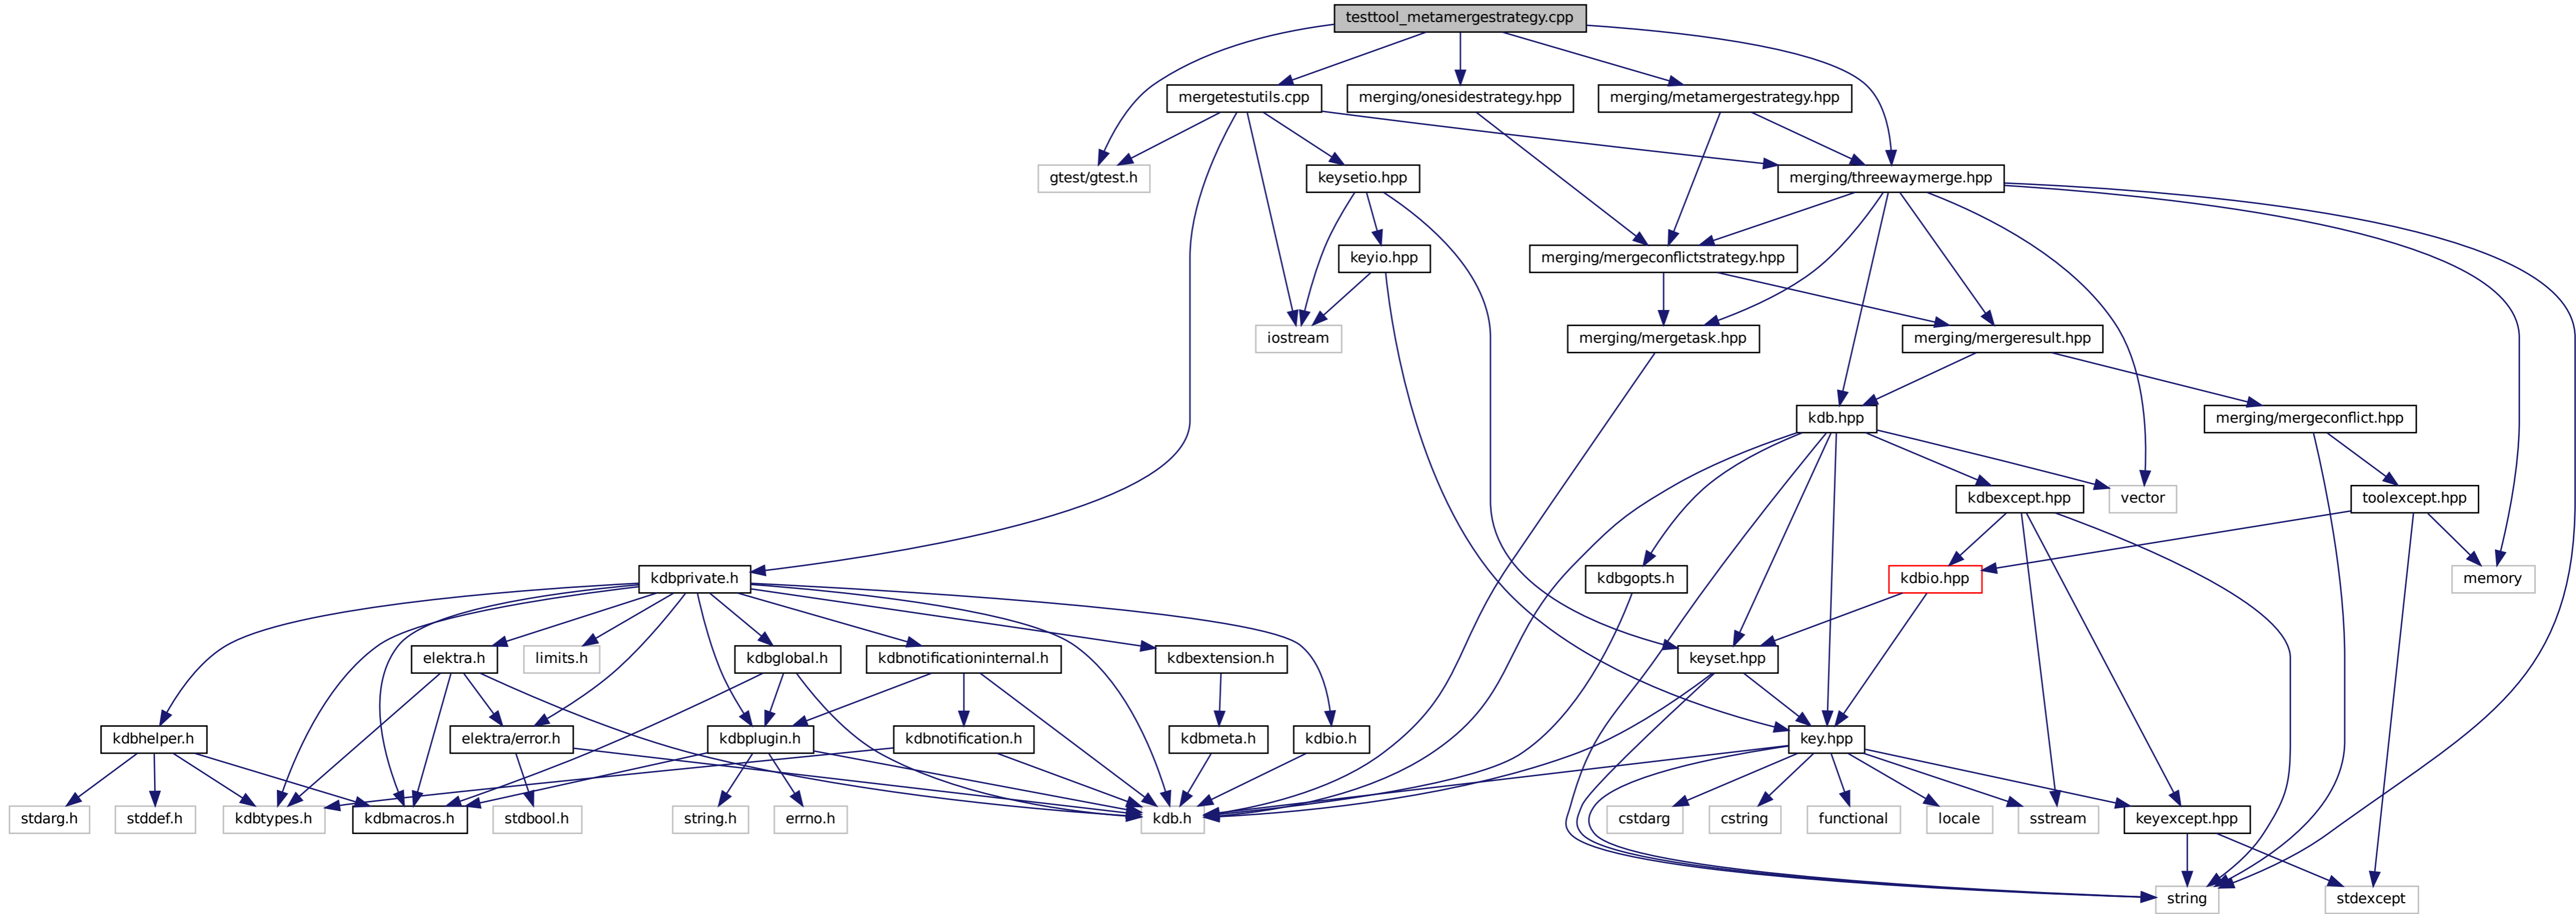 testtool_metamergestrategy.cpp
mergetestutils.cpp
merging/onesidestrategy.hpp
merging/metamergestrategy.hpp
gtest/gtest.h
keysetio.hpp
merging/threewaymerge.hpp
keyio.hpp
merging/mergeconflictstrategy.hpp
iostream
merging/mergetask.hpp
merging/mergeresult.hpp
kdb.hpp
merging/mergeconflict.hpp
kdbexcept.hpp
vector
toolexcept.hpp
kdbprivate.h
kdbgopts.h
kdbio.hpp
memory
elektra.h
limits.h
kdbglobal.h
kdbnotificationinternal.h
kdbextension.h
keyset.hpp
kdbhelper.h
elektra/error.h
kdbplugin.h
kdbnotification.h
kdbmeta.h
kdbio.h
key.hpp
stdarg.h
stddef.h
kdbtypes.h
kdbmacros.h
stdbool.h
string.h
errno.h
kdb.h
cstdarg
cstring
functional
locale
sstream
keyexcept.hpp
string
stdexcept